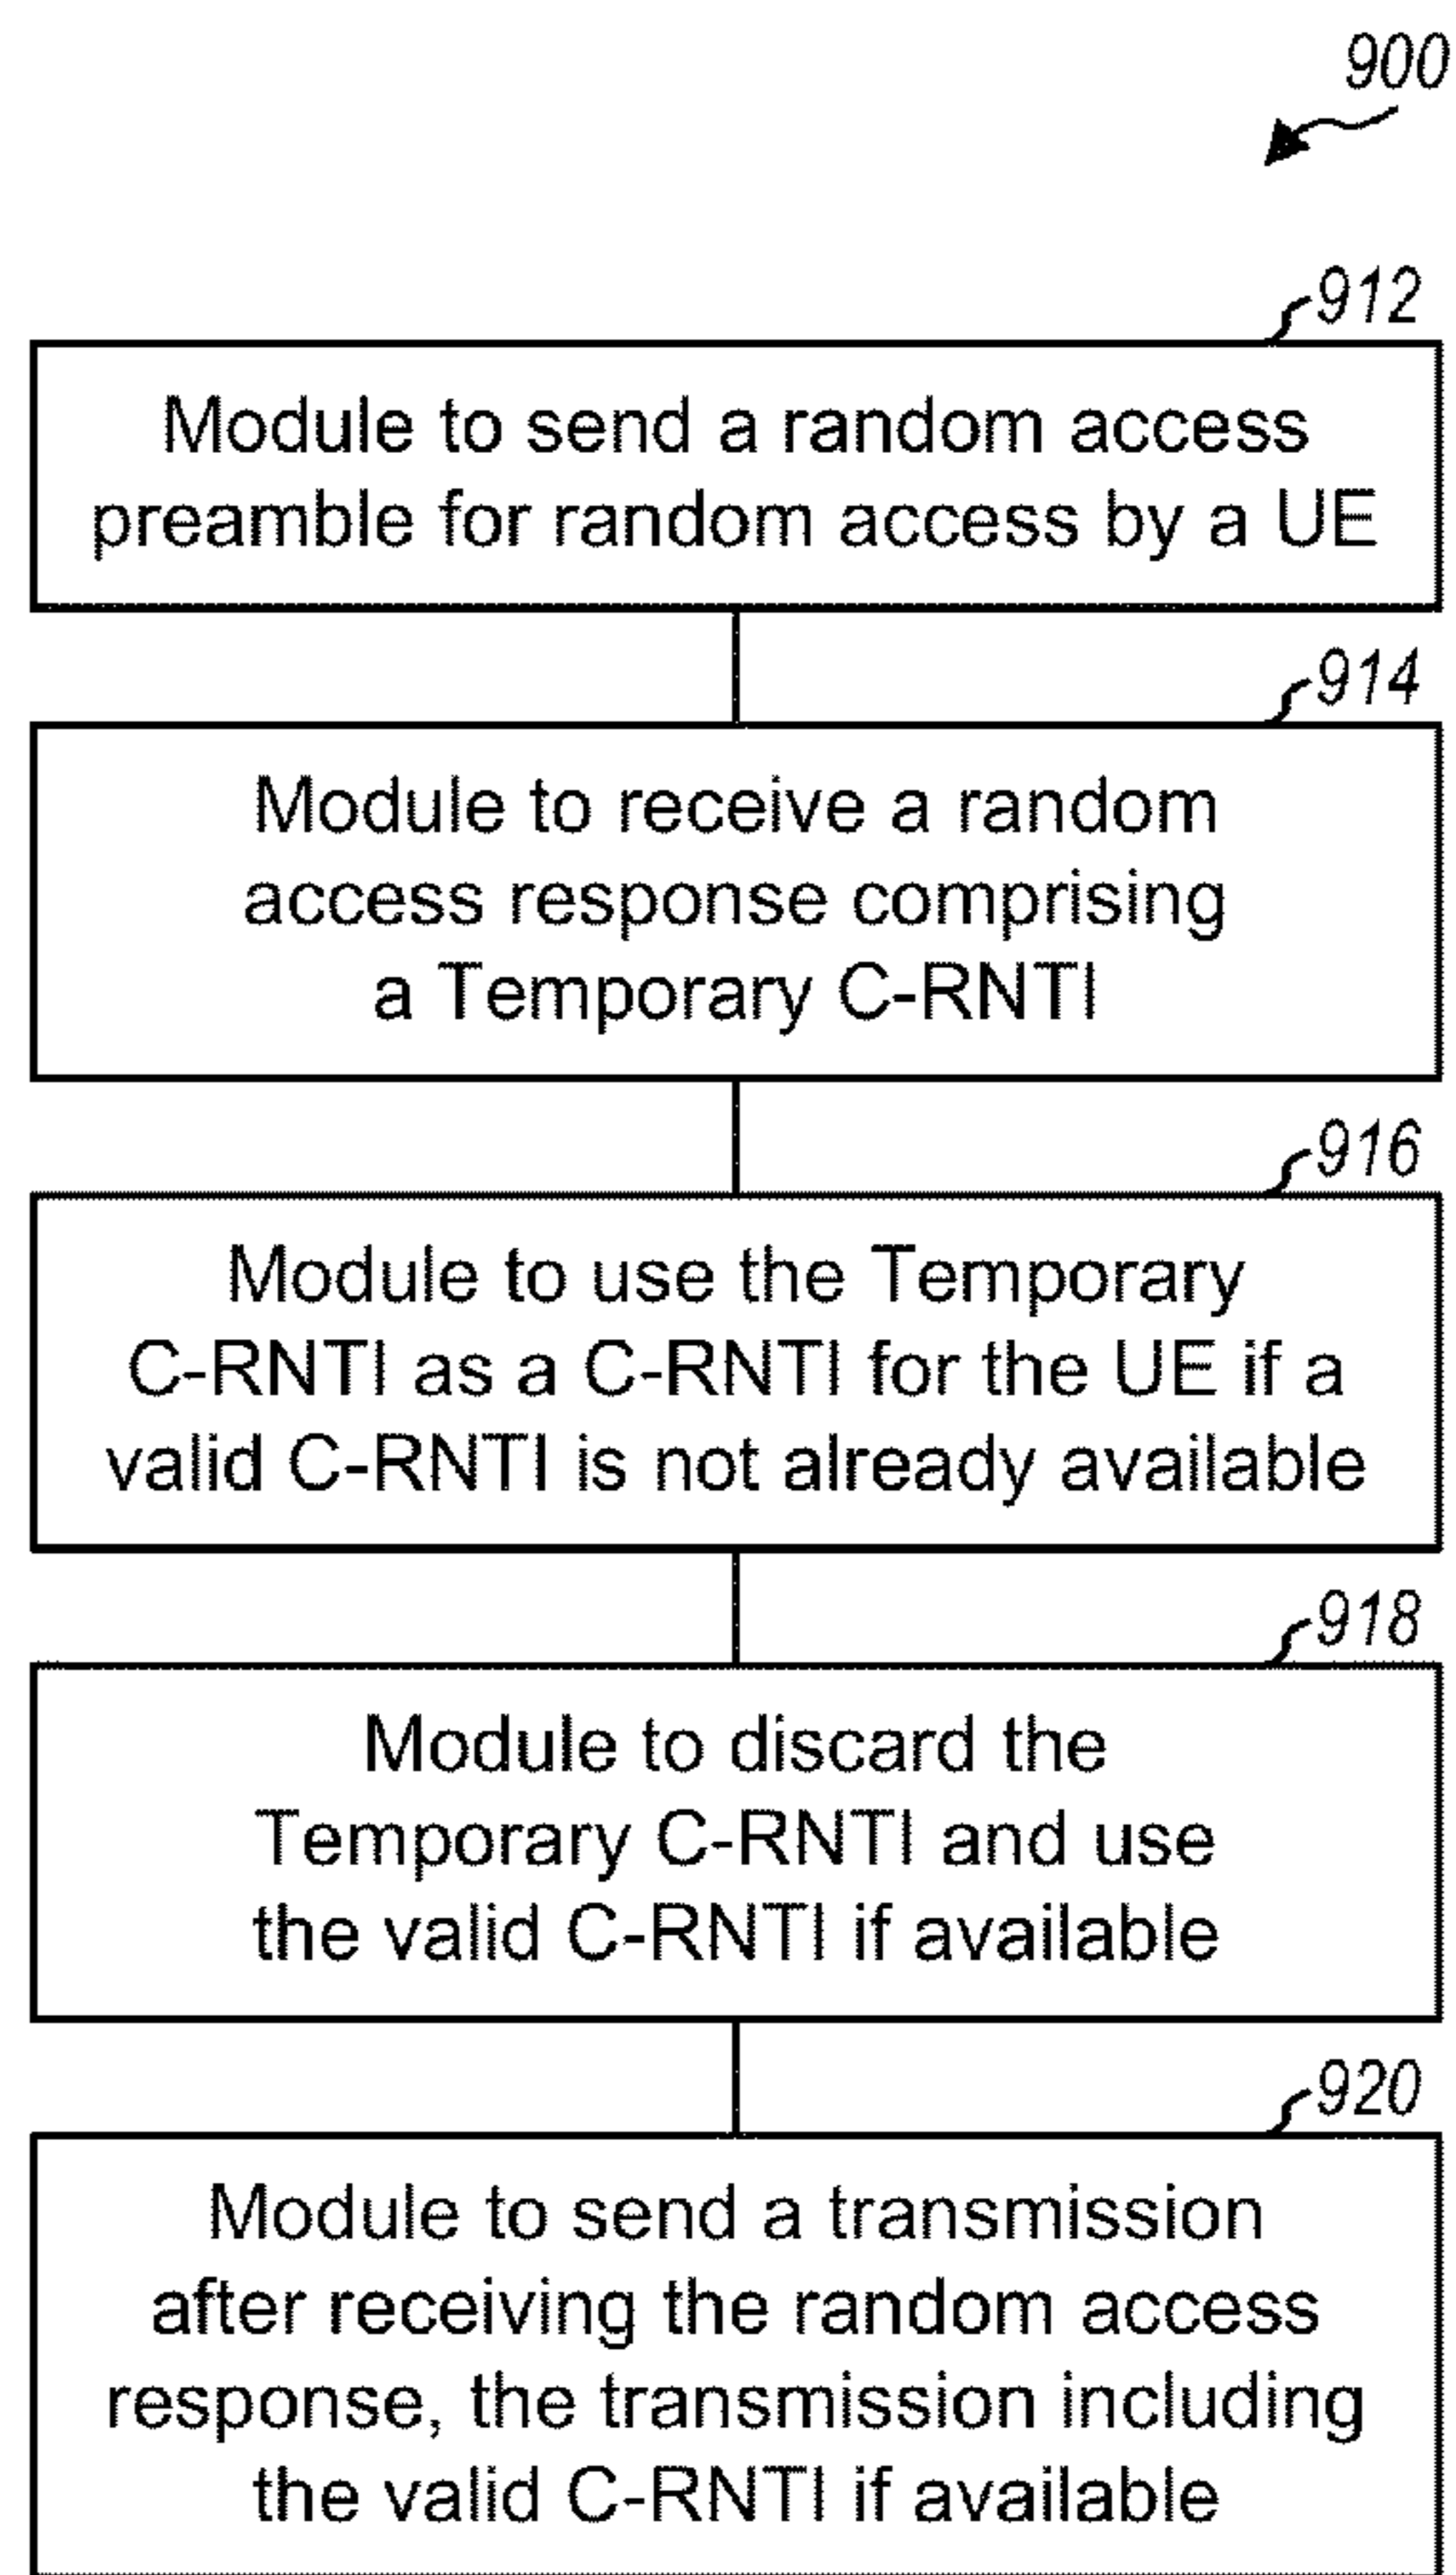 900
912
Module to send a random access
preamble for random access by a UE
914
Module to receive a random
access response comprising
a Temporary C-RNTI
916
Module to use the Temporary
C-RNTI as a C-RNTI for the UE if a
valid C-RNTI is not already available
918
Module to discard the
Temporary C-RNTI and use
the valid C-RNTI if available
920
Module to send a transmission
after receiving the random access
response, the transmission including
the valid C-RNTI if available